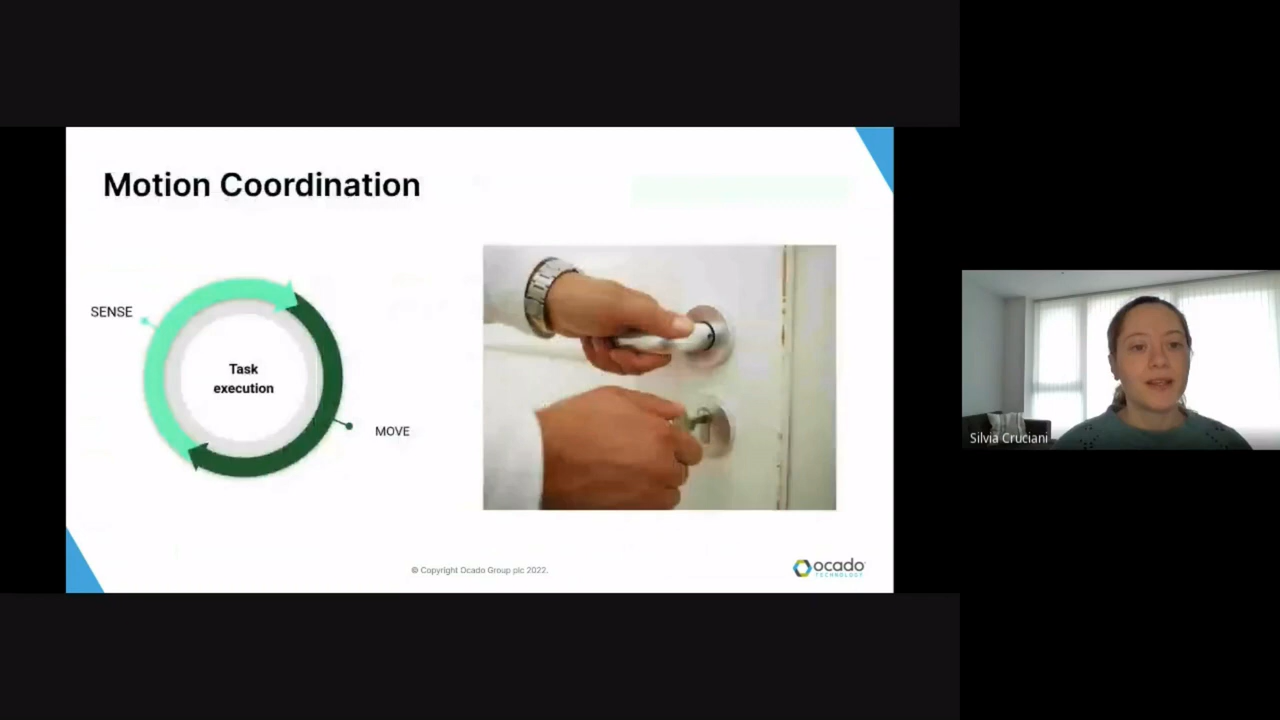 Motion Coordination
SENSE
Task
execution
MOVE
© Copyright Ocado Group plc 2022.
ocado
TECHNOLOGY
Silvia Cruciani